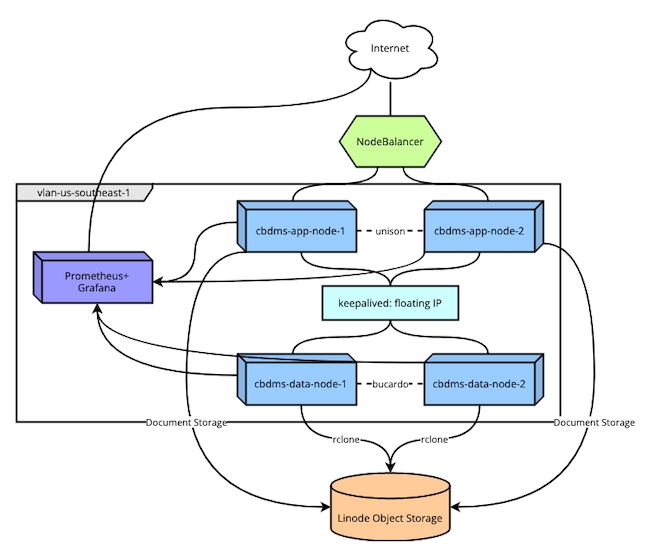 Internet
NodeBalancer
vlan-us-southeast-1
cbdms-app-node-1
unison
cbdms-app-node-2
Prometheus+
Grafana
keepalived: floating IP
cbdms-data-node-1
bucardo
cbdms-data-node-2
Document Storage
Document Storage
rclone
rclone
Linode Object Storage